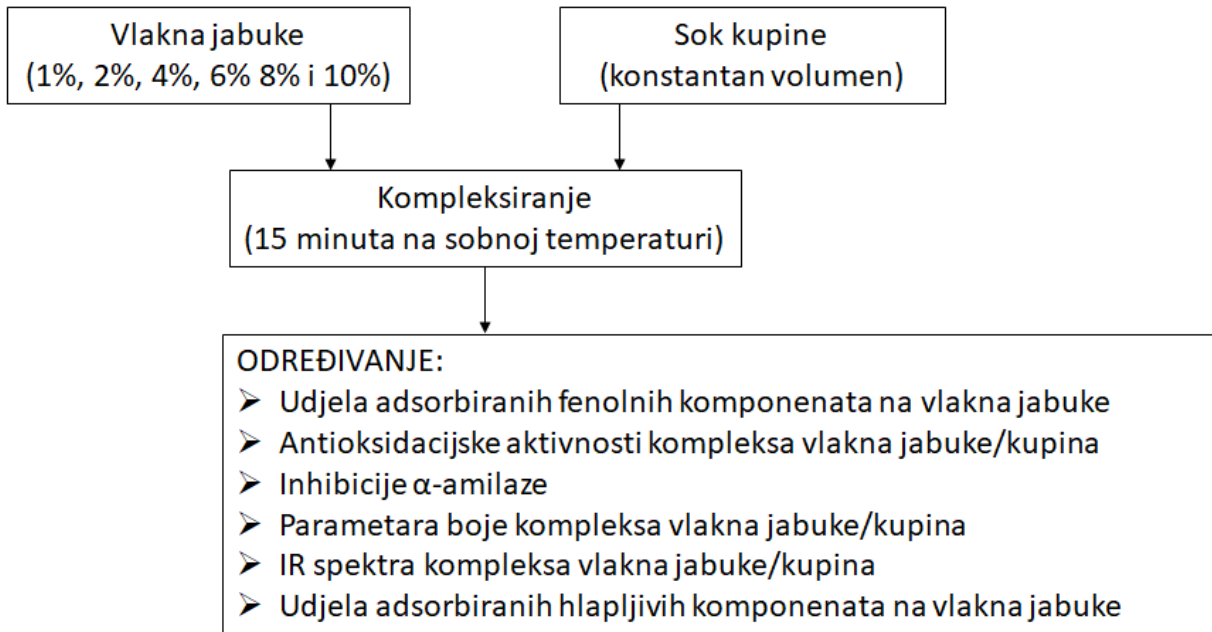 Vlakna jabuke
(1%, 2%, 4%, 6% 8% i 10%)
Sok kupine
(konstantan volumen)
Kompleksiranje
(15 minuta na sobnoj temperaturi)
ODREĐIVANJE:
➢ Udjela adsorbiranih fenolnih komponenata na vlakna jabuke
➢ Antioksidacijske aktivnosti kompleksa vlakna jabuke/kupina
➢ Inhibicije α-amilaze
➢ Parametara boje kompleksa vlakna jabuke/kupina
➢ IR spektra kompleksa vlakna jabuke/kupina
➢ Udjela adsorbiranih hlapljivih komponenata na vlakna jabuke